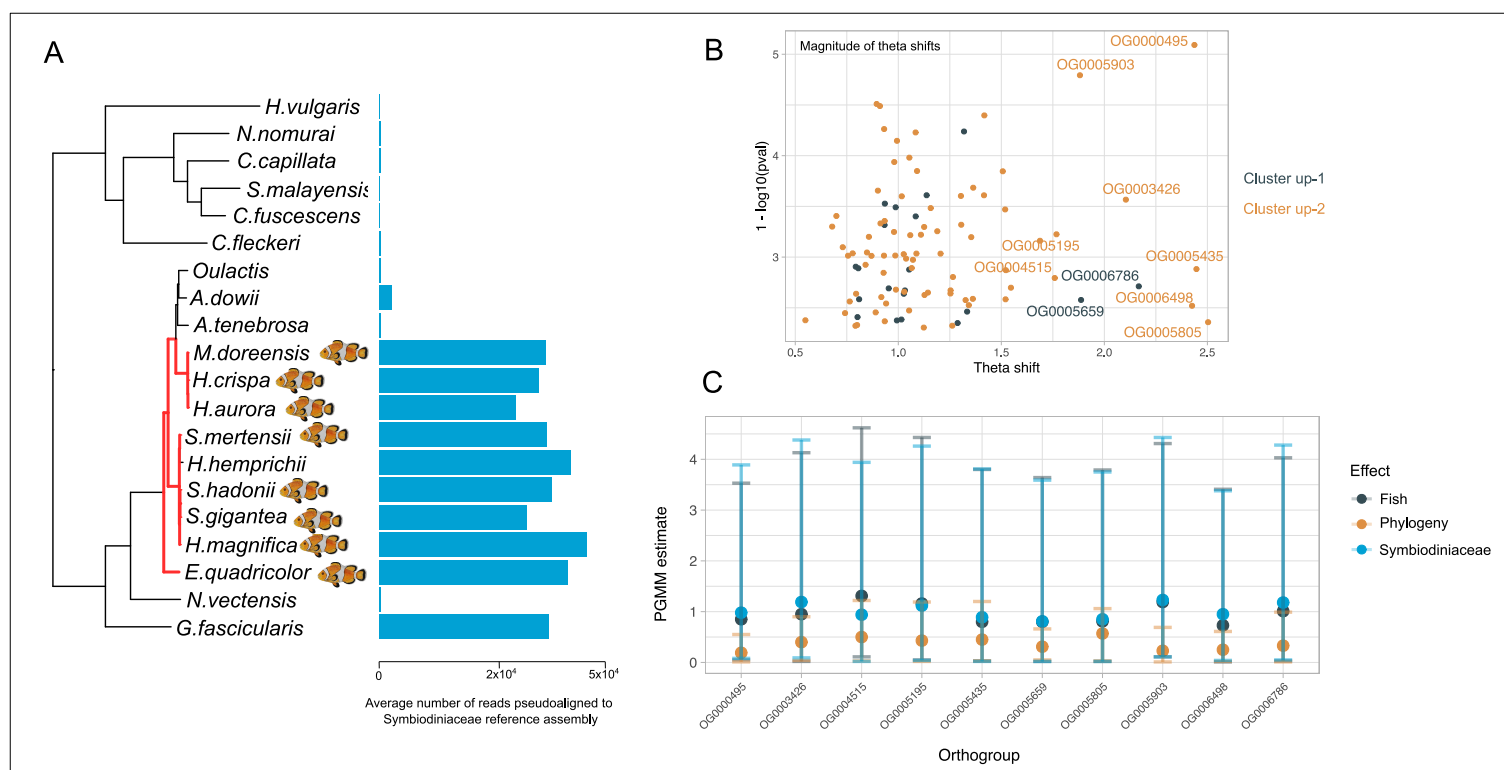 A
H.vulgaris
N.nomurai
C.capillata
S.malayensis
C.fuscescens
C.fleckeri
Oulactis
A.dowii
A.tenebrosa
M.doreensis
H.crispa
H.aurora
S.mertensii
H.hemprichii
S.hadonii
S.gigantea
H.magnifica
E.quadricolor
N.vectensis
G.fascicularis
0
2x10⁴
5x10⁴
Average number of reads pseudoaligned to
Symbiodiniaceae reference assembly
B
Magnitude of theta shifts
OG0000495
OG0005903
OG0003426
OG0005195
OG0004515
OG0005435
OG0006786
OG0006498
OG0005659
OG0005805
5
4
3
1 - log10(pval)
0.5
1.0
1.5
2.0
2.5
Theta shift
Cluster up-1
Cluster up-2
C
4
3
2
1
0
PGMM estimate
OG0000495
OG0003426
OG0004515
OG0005195
OG0005435
OG0005659
OG0005805
OG0005903
OG0006498
OG0006786
Orthogroup
Effect
Fish
Phylogeny
Symbiodiniaceae